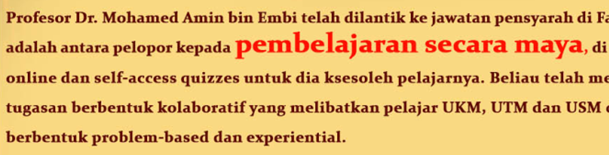 Profesor Dr. Mohamed Amin bin Embi telah dilantik ke jawatan pensyarah di
adalah antara pelopor kepada pembelajaran secara maya, di
online dan self-access quizzes untuk dia ksesoleh pelajarnya. Beliau telah
tugasan berbentuk kolaboratif yang melibatkan pelajar UKM, UTM dan USM
berbentuk problem-based dan experiential.